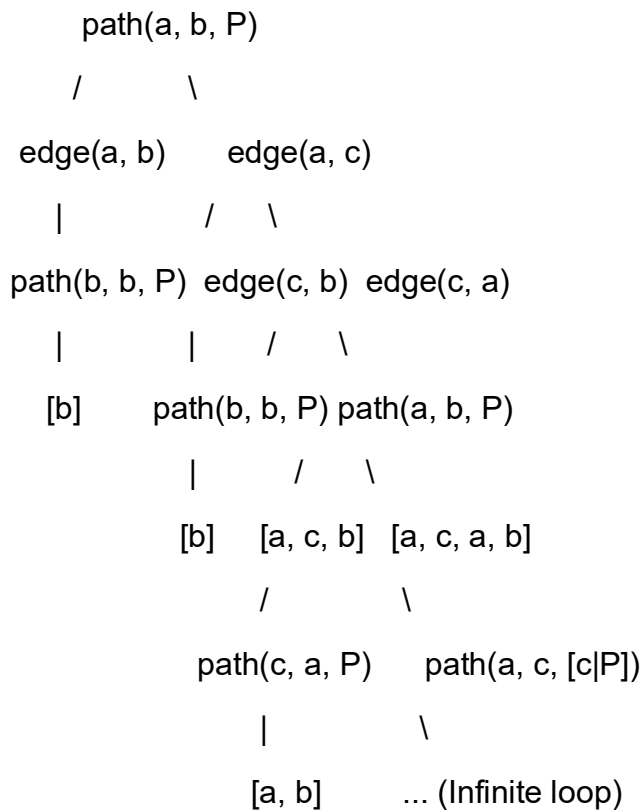 path(a, b, P)
/ \
edge(a, b) edge(a, c)
| / \
path(b, b, P) edge(c, b) edge(c, a)
| | / \
[b] path(b, b, P) path(a, b, P)
| / \
[b] [a, c, b] [a, c, a, b]
/ \
path(c, a, P) path(a, c, [c|P])
| \
[a, b] ... (Infinite loop)